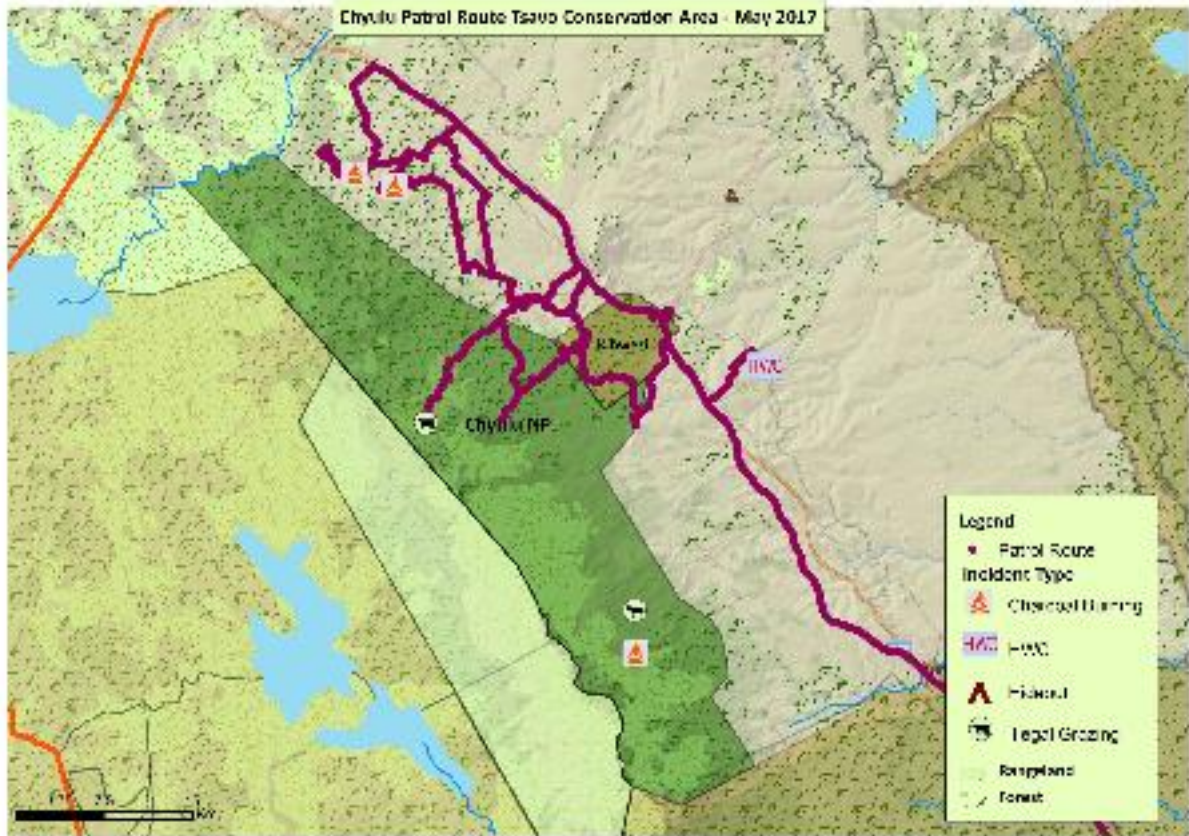 Chyulu Patrol Route Tsavo Conservation Area - May 2017
Kibwezi
HWC
Chyulu NP
Legend
Patrol Route
Incident Type
Charcoal Burning
HWC HWC
Hideout
Illegal Grazing
Rangeland
Forest